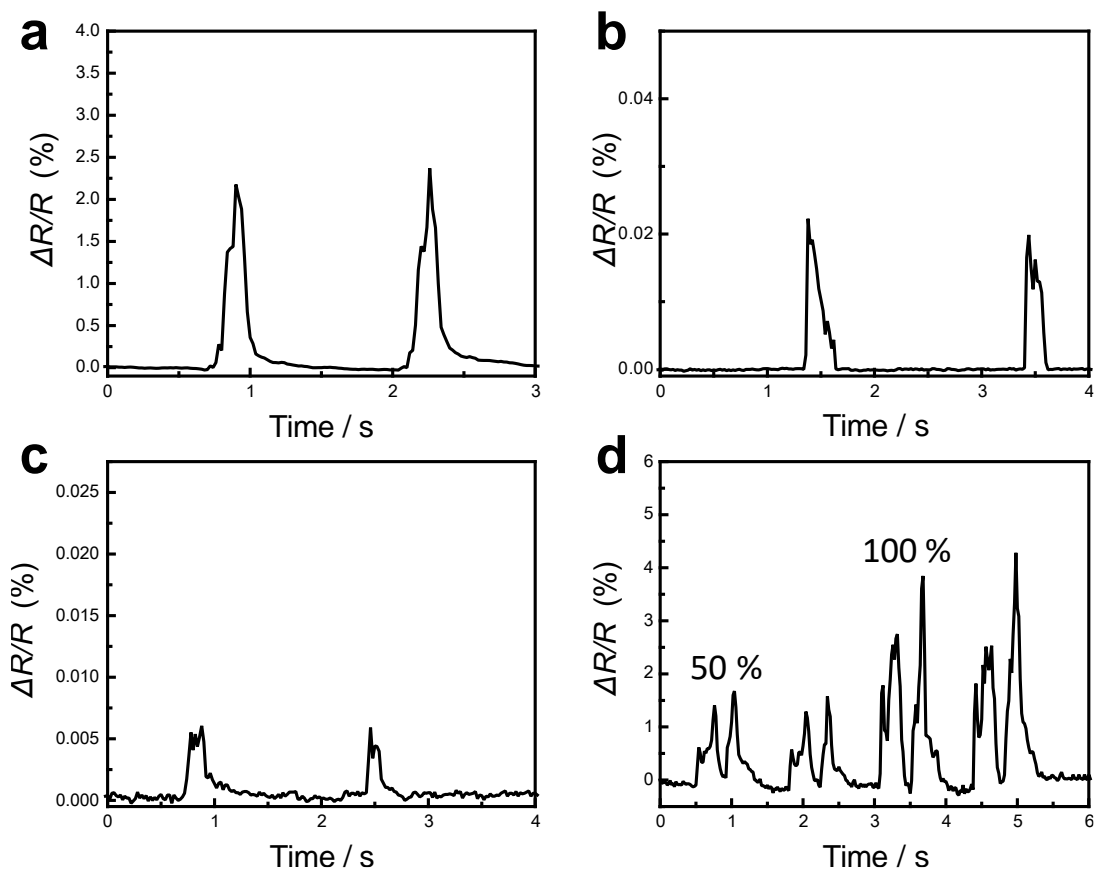 a
4.0
3.5
3.0
2.5
2.0
1.5
1.0
0.5
0.0
ΔR/R (%)
0 1 2 3
Time / s
b
0.04
0.02
0.00
ΔR/R (%)
0 1 2 3 4
Time / s
c
0.025
0.020
0.015
0.010
0.005
0.000
ΔR/R (%)
0 1 2 3 4
Time / s
d
6
5
4
3
2
1
0
ΔR/R (%)
100 %
50 %
0 1 2 3 4 5 6
Time / s